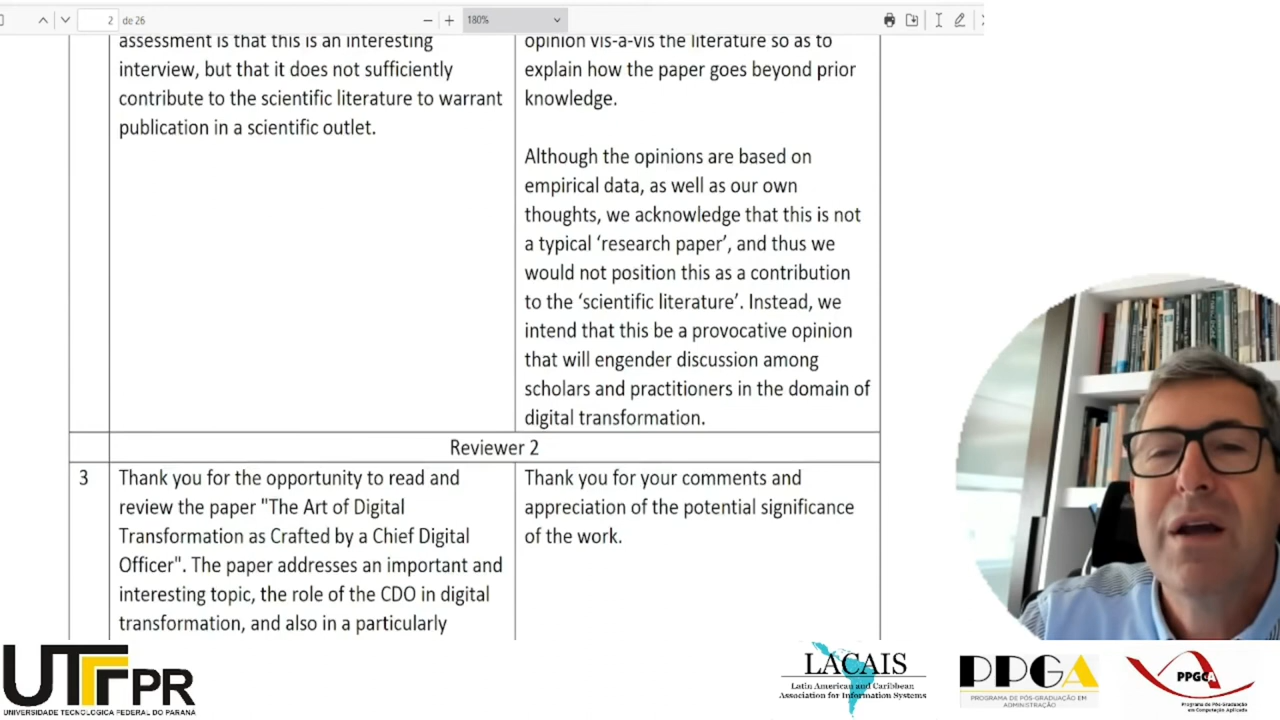 2 de 26
180%
assessment is that this is an interesting
interview, but that it does not sufficiently
contribute to the scientific literature to warrant
publication in a scientific outlet.
opinion vis-a-vis the literature so as to
explain how the paper goes beyond prior
knowledge.
Although the opinions are based on
empirical data, as well as our own
thoughts, we acknowledge that this is not
a typical ‘research paper’, and thus we
would not position this as a contribution
to the ‘scientific literature’. Instead, we
intend that this be a provocative opinion
that will engender discussion among
scholars and practitioners in the domain of
digital transformation.
Reviewer 2
3
Thank you for the opportunity to read and
review the paper "The Art of Digital
Transformation as Crafted by a Chief Digital
Officer". The paper addresses an important and
interesting topic, the role of the CDO in digital
transformation, and also in a particularly
Thank you for your comments and
appreciation of the potential significance
of the work.
UTFPR
UNIVERSIDADE TECNOLÓGICA FEDERAL DO PARANÁ
LACAIS
Latin American and Caribbean
Association for Information Systems
PPGA
PROGRAMA DE PÓS-GRADUAÇÃO EM
ADMINISTRAÇÃO
PPGCA
Programa de Pós-Graduação
em Computação Aplicada